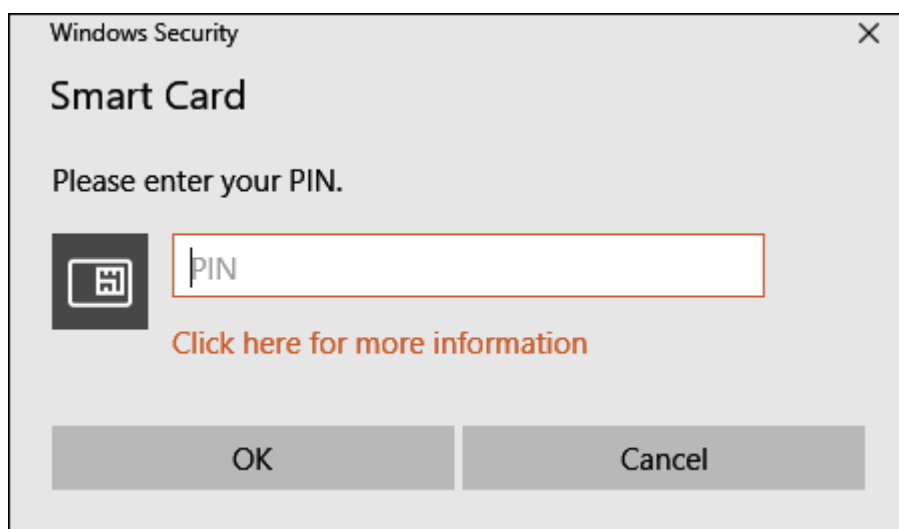 Windows Security
Smart Card
Please enter your PIN.
PIN
Click here for more information
OK
Cancel